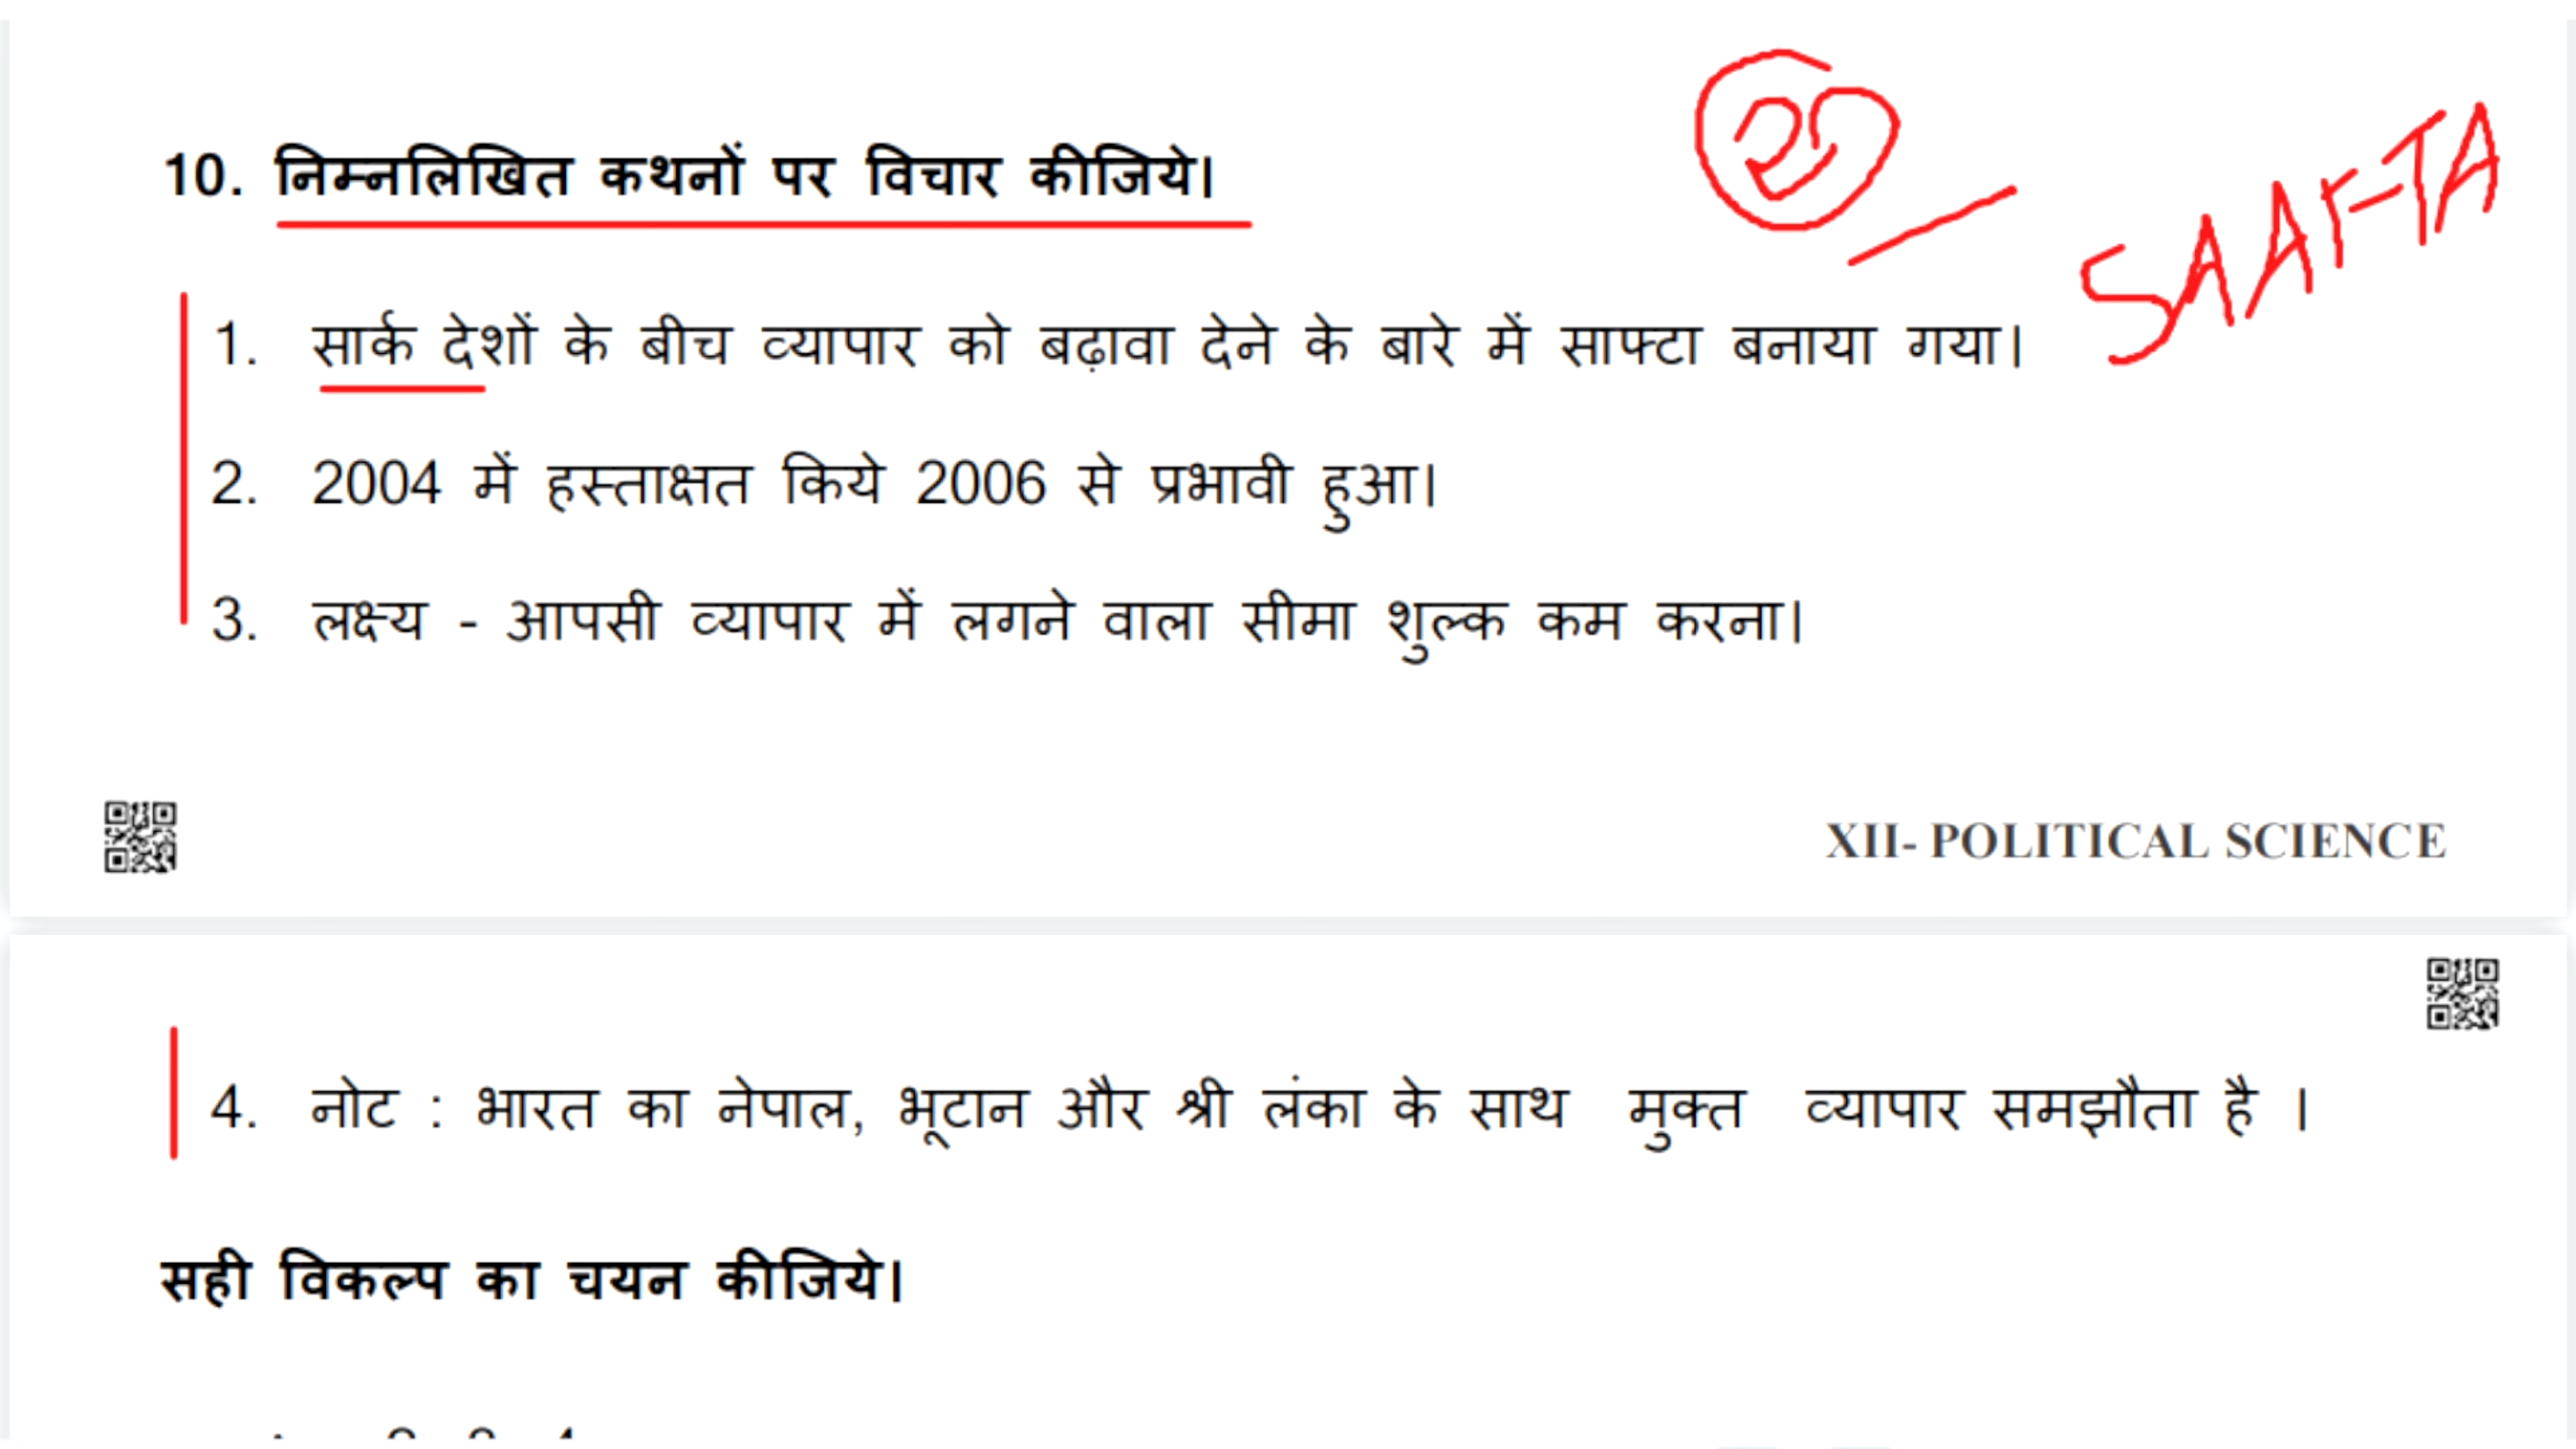 10. निम्नलिखित कथनों पर विचार कीजिये।
SAAFTA
1. सार्क देशों के बीच व्यापार को बढ़ावा देने के बारे में साफ्टा बनाया गया।
2. 2004 में हस्ताक्षत किये 2006 से प्रभावी हुआ।
3. लक्ष्य - आपसी व्यापार में लगने वाला सीमा शुल्क कम करना।
XII- POLITICAL SCIENCE
4. नोट : भारत का नेपाल, भूटान और श्री लंका के साथ मुक्त व्यापार समझौता है ।
सही विकल्प का चयन कीजिये।